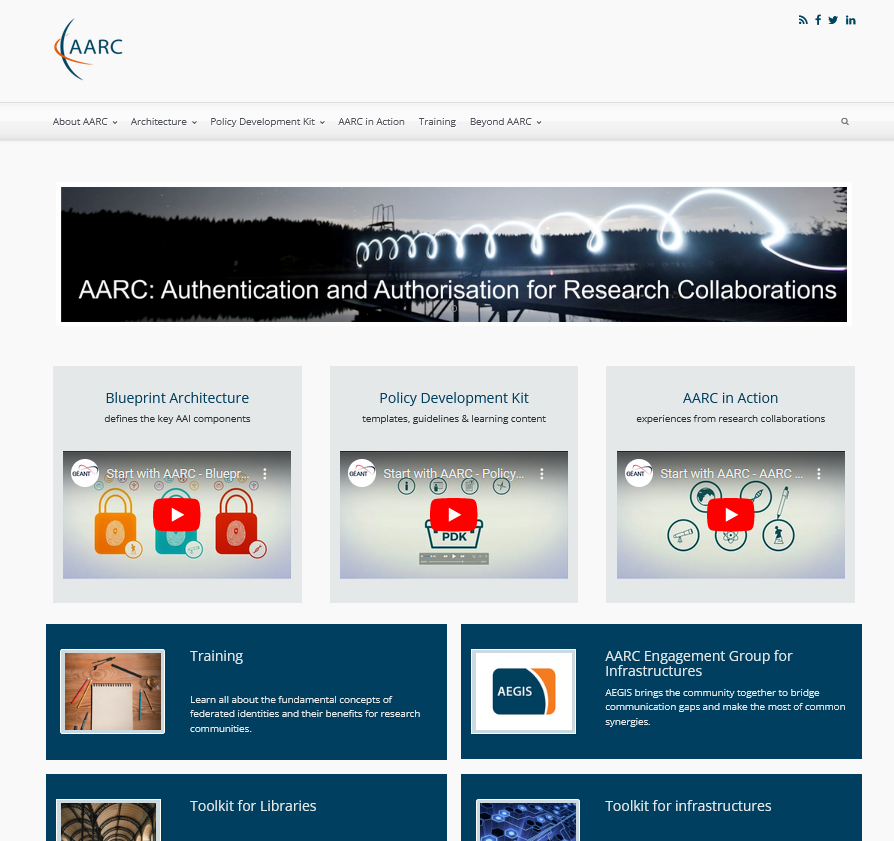 AARC
About AARC
Architecture
Policy Development Kit
AARC in Action
Training
Beyond AARC
AARC: Authentication and Authorisation for Research Collaborations
Blueprint Architecture
defines the key AAI components
GÉANT
Start with AARC - Bluepr...
Policy Development Kit
templates, guidelines & learning content
GÉANT
Start with AARC - Policy...
PDK
AARC in Action
experiences from research collaborations
GÉANT
Start with AARC - AARC ...
Training
Learn all about the fundamental concepts of
federated identities and their benefits for research
communities.
AEGIS
AARC Engagement Group for
Infrastructures
AEGIS brings the community together to bridge
communication gaps and make the most of common
synergies.
Toolkit for Libraries
Toolkit for infrastructures